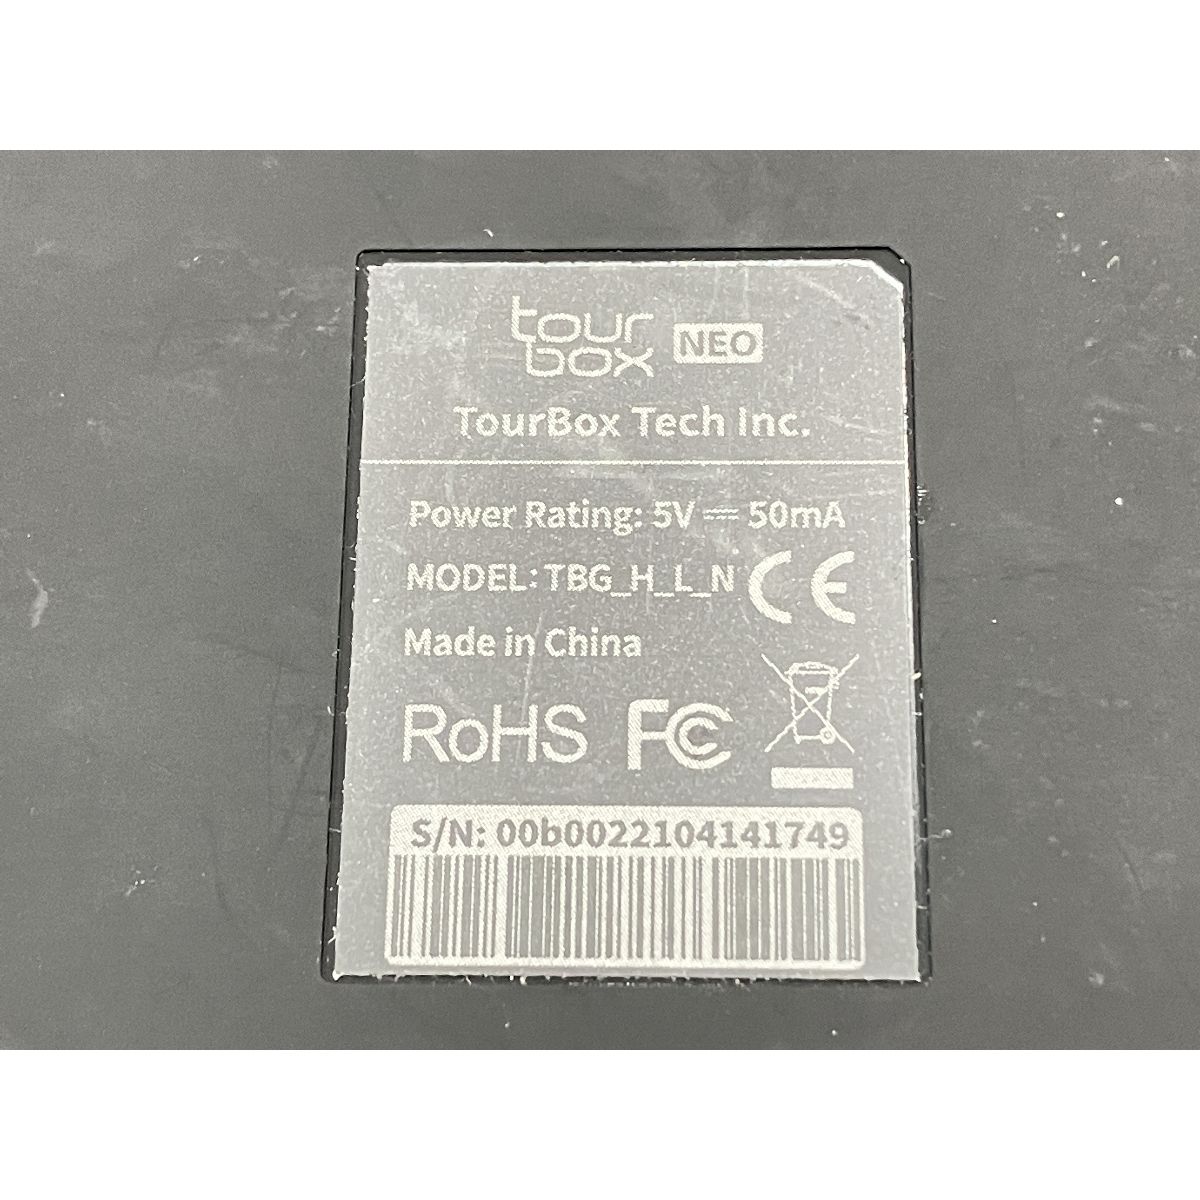 tour
box NEO
TourBox Tech Inc.
Power Rating: 5V ⎓ 50mA
MODEL: TBG_H_L_N CE
Made in China
RoHS FC
S/N: 00b0022104141749